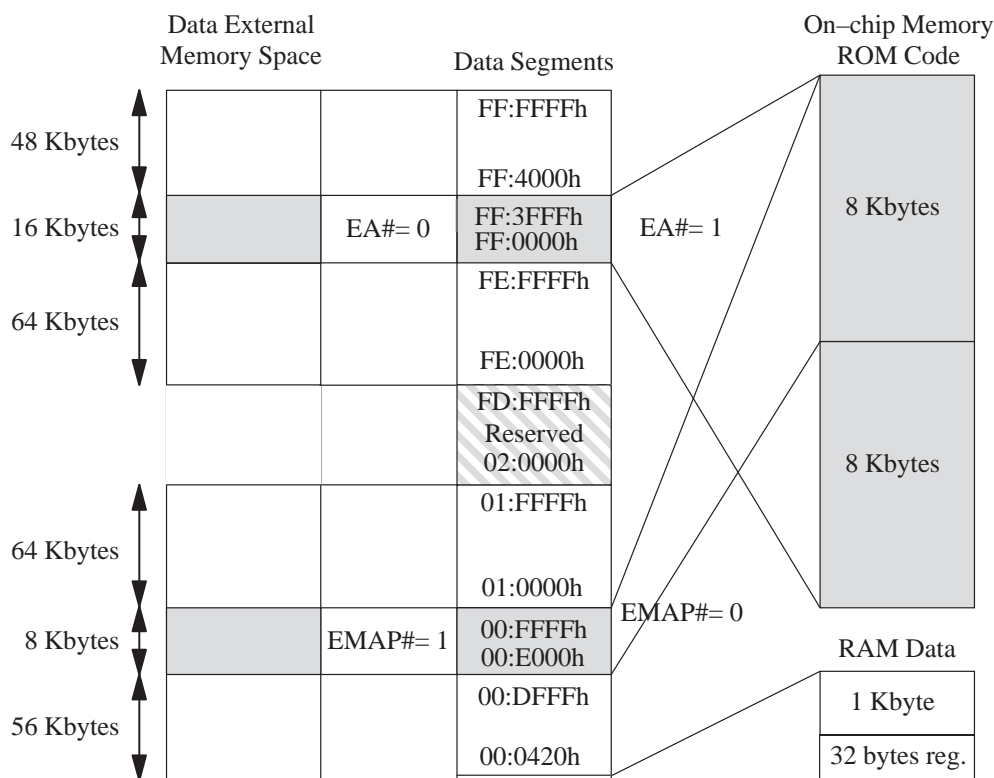 Data External
Memory Space
Data Segments
On–chip Memory
ROM Code
48 Kbytes
FF:FFFFh
FF:4000h
16 Kbytes
EA#= 0
FF:3FFFh
FF:0000h
EA#= 1
8 Kbytes
64 Kbytes
FE:FFFFh
FE:0000h
FD:FFFFh
Reserved
02:0000h
8 Kbytes
64 Kbytes
01:FFFFh
01:0000h
8 Kbytes
EMAP#= 1
00:FFFFh
00:E000h
EMAP#= 0
RAM Data
56 Kbytes
00:DFFFh
00:0420h
1 Kbyte
32 bytes reg.